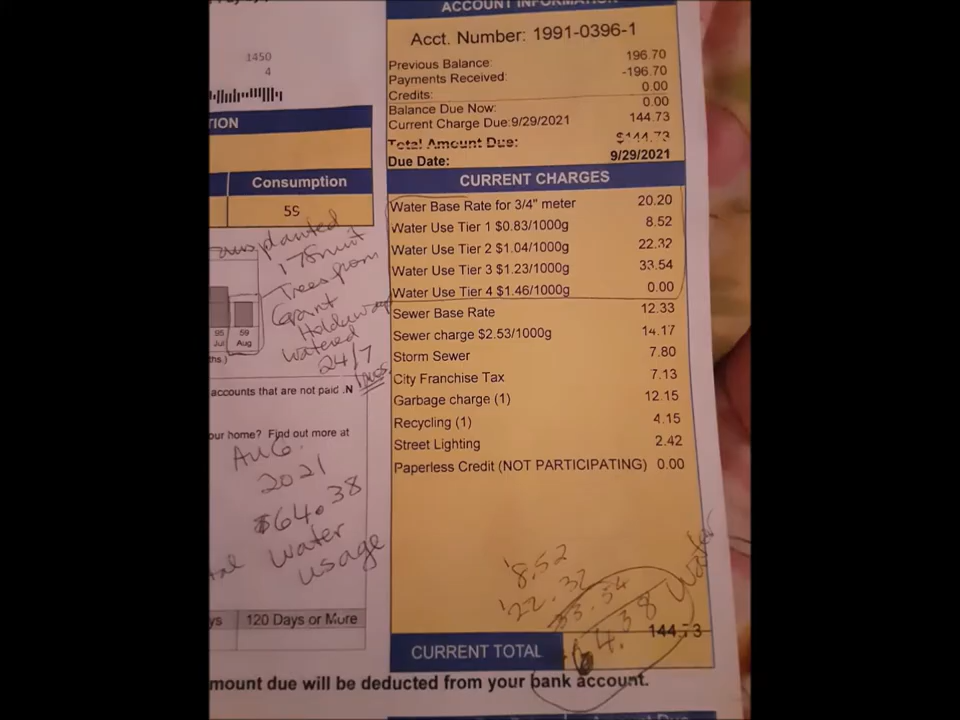 ACCOUNT INFORMATION
Acct. Number: 1991-0396-1
1450
4
Previous Balance: 196.70
Payments Received: -196.70
Credits: 0.00
Balance Due Now: 0.00
Current Charge Due:9/29/2021 144.73
Total Amount Due: $144.73
Due Date: 9/29/2021
TION
Consumption
59
CURRENT CHARGES
Water Base Rate for 3/4" meter 20.20
Water Use Tier 1 $0.83/1000g 8.52
Water Use Tier 2 $1.04/1000g 22.32
Water Use Tier 3 $1.23/1000g 33.54
Water Use Tier 4 $1.46/1000g 0.00
Sewer Base Rate 12.33
Sewer charge $2.53/1000g 14.17
Storm Sewer 7.80
City Franchise Tax 7.13
Garbage charge (1) 12.15
Recycling (1) 4.15
Street Lighting 2.42
Paperless Credit (NOT PARTICIPATING) 0.00
transplanted
178
Trees from
Grant
Holdaway
watered
24/7
95 59
Jul Aug
ths.)
accounts that are not paid .N
our home? Find out more at
AUG.
2021
$64.38
water
usage
8.52
22.32
33.54
64.38 Water
ys 120 Days or More
CURRENT TOTAL 144.73
mount due will be deducted from your bank account.